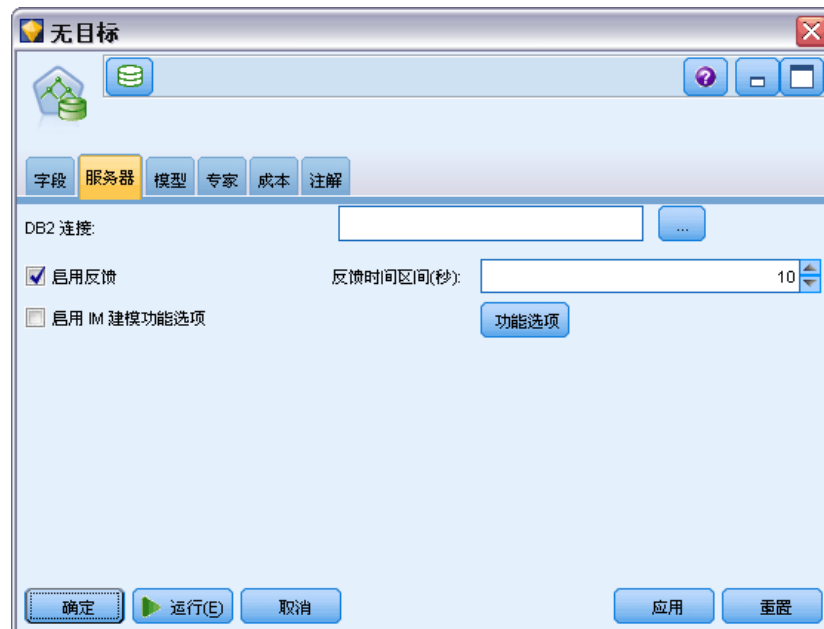 无目标
字段 服务器 模型 专家 成本 注解
DB2 连接: ...
启用反馈 反馈时间区间(秒): 10
启用 IM 建模功能选项 功能选项
确定 运行(E) 取消 应用 重置